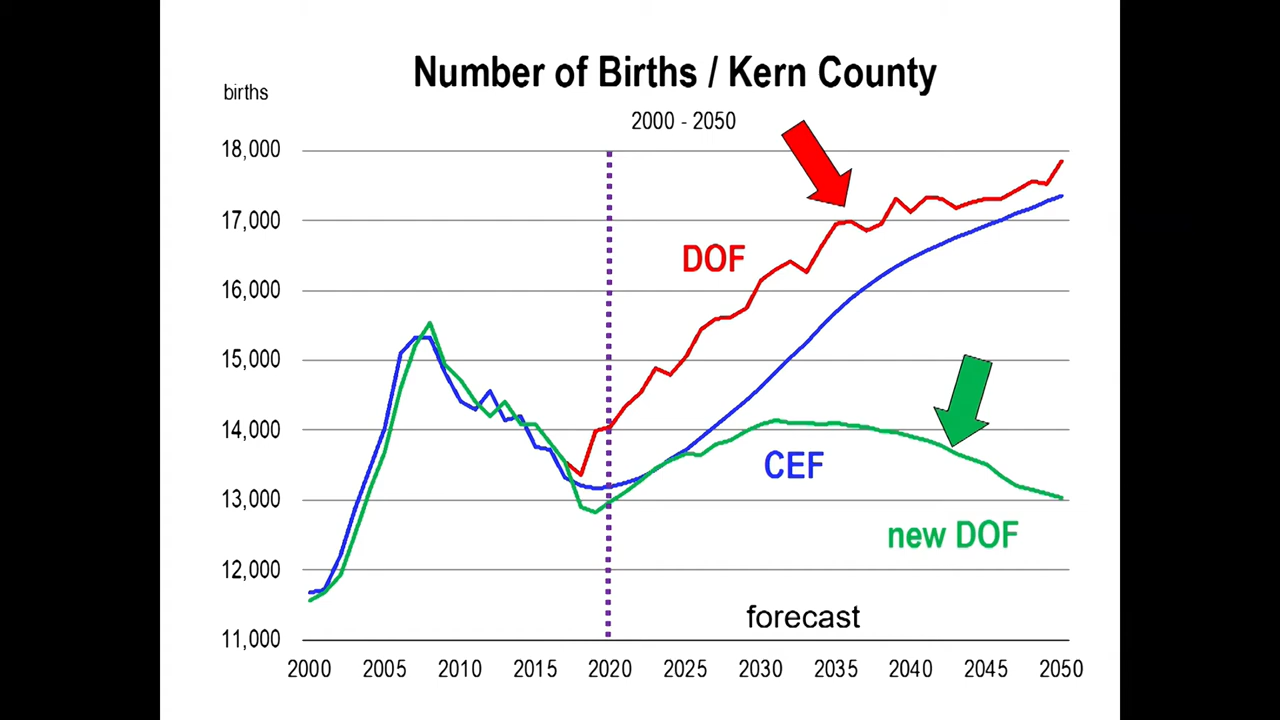 Number of Births / Kern County
births
2000 - 2050
18,000
17,000
DOF
16,000
15,000
14,000
CEF
13,000
new DOF
12,000
forecast
11,000
2000 2005 2010 2015 2020 2025 2030 2035 2040 2045 2050